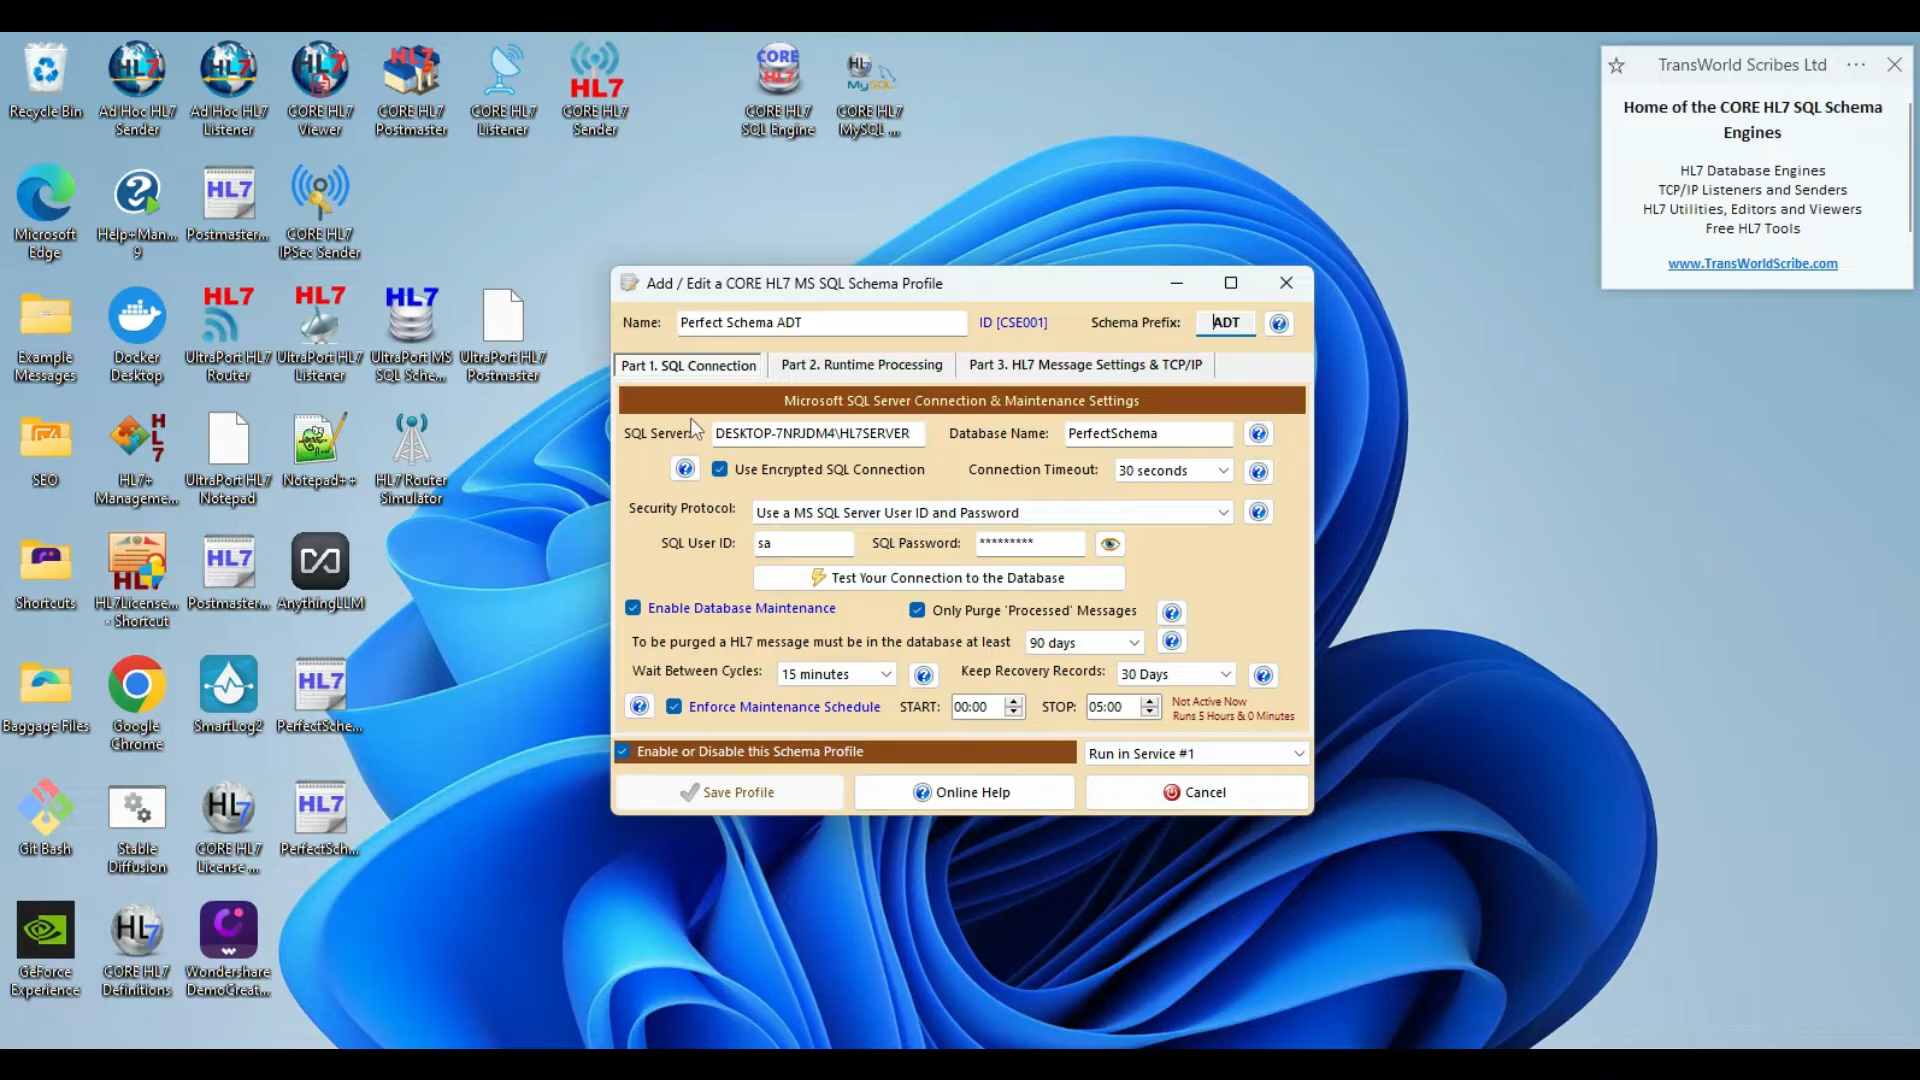 Recycle Bin
Ad Hoc HL7 Sender
Ad Hoc HL7 Listener
CORE HL7 Viewer
CORE HL7 Postmaster
CORE HL7 Listener
CORE HL7 Sender
CORE HL7 SQL Engine
CORE HL7 MySQL ...
Microsoft Edge
Help+Man... 9
Postmaster...
CORE HL7 IPSec Sender
Example Messages
Docker Desktop
UltraPort HL7 Router
UltraPort HL7 Listener
UltraPort MS SQL Sche...
UltraPort HL7 Postmaster
SEO
HL7+ Manageme...
UltraPort HL7 Notepad
Notepad++
HL7 Router Simulator
Shortcuts
HL7License... - Shortcut
Postmaster...
AnythingLLM
Baggage Files
Google Chrome
SmartLog2
PerfectSche...
Git Bash
Stable Diffusion
CORE HL7 License ...
PerfectSch...
GeForce Experience
CORE HL7 Definitions
Wondershare DemoCreat...
TransWorld Scribes Ltd
Home of the CORE HL7 SQL Schema
Engines
HL7 Database Engines
TCP/IP Listeners and Senders
HL7 Utilities, Editors and Viewers
Free HL7 Tools
www.TransWorldScribe.com
Add / Edit a CORE HL7 MS SQL Schema Profile
Name: Perfect Schema ADT ID [CSE001] Schema Prefix: ADT
Part 1. SQL Connection Part 2. Runtime Processing Part 3. HL7 Message Settings & TCP/IP
Microsoft SQL Server Connection & Maintenance Settings
SQL Server: DESKTOP-7NRJDM4\HL7SERVER Database Name: PerfectSchema
Use Encrypted SQL Connection Connection Timeout: 30 seconds
Security Protocol: Use a MS SQL Server User ID and Password
SQL User ID: sa SQL Password: *********
Test Your Connection to the Database
Enable Database Maintenance Only Purge 'Processed' Messages
To be purged a HL7 message must be in the database at least 90 days
Wait Between Cycles: 15 minutes Keep Recovery Records: 30 Days
Enforce Maintenance Schedule START: 00:00 STOP: 05:00 Not Active Now
Runs 5 Hours & 0 Minutes
Enable or Disable this Schema Profile Run in Service #1
Save Profile Online Help Cancel